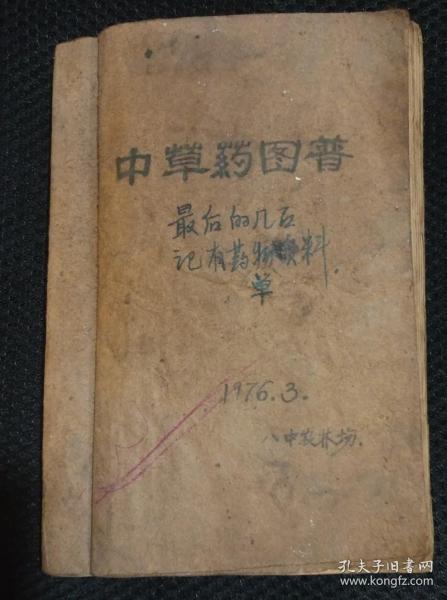 中草药图普
最后的几页
记有药物资料
单
1976.3.
八中农林场.
孔夫子旧书网
www.kongfz.com